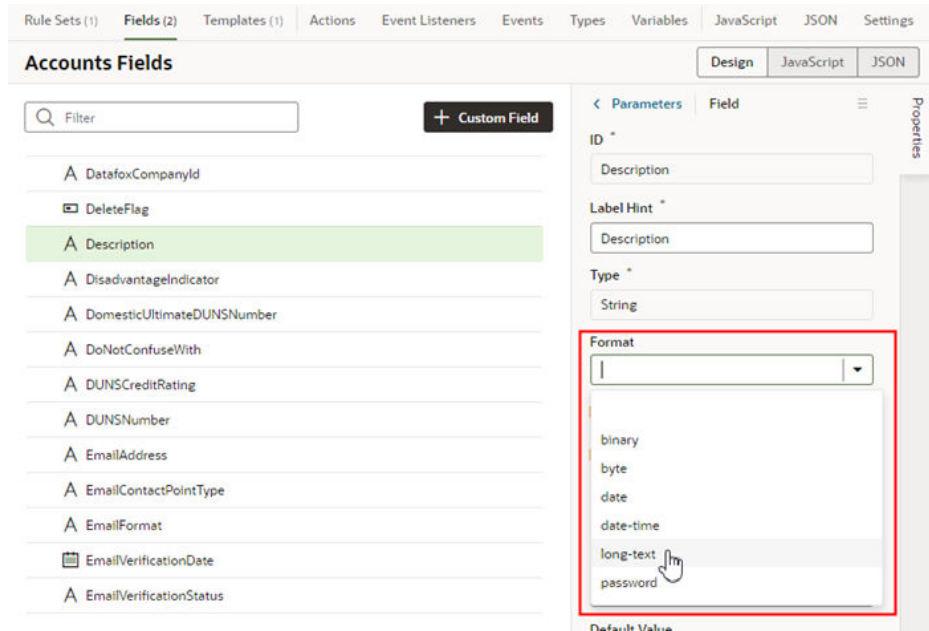 Rule Sets (1) Fields (2) Templates (1) Actions Event Listeners Events Types Variables JavaScript JSON Settings
Accounts Fields
Design JavaScript JSON
Filter
+ Custom Field
DatafoxCompanyId
DeleteFlag
Description
DisadvantageIndicator
DomesticUltimateDUNSNumber
DoNotConfuseWith
DUNSCreditRating
DUNSNumber
EmailAddress
EmailContactPointType
EmailFormat
EmailVerificationDate
EmailVerificationStatus
< Parameters Field
ID *
Description
Label Hint *
Description
Type *
String
Format
binary
byte
date
date-time
long-text
password
Default Value
Properties